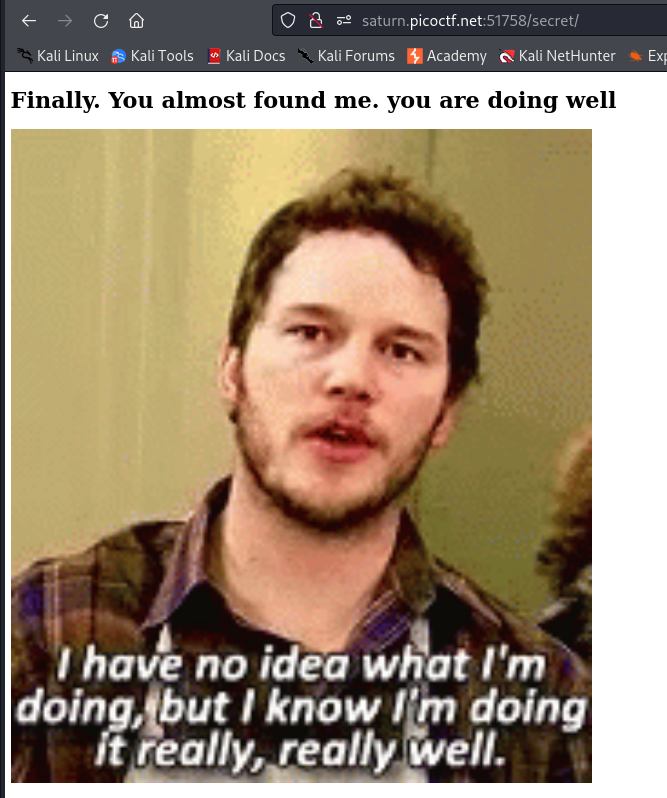 saturn.picoctf.net:51758/secret/
Kali Linux Kali Tools Kali Docs Kali Forums Academy Kali NetHunter Exp
Finally. You almost found me. you are doing well
I have no idea what I'm
doing, but I know I'm doing
it really, really well.